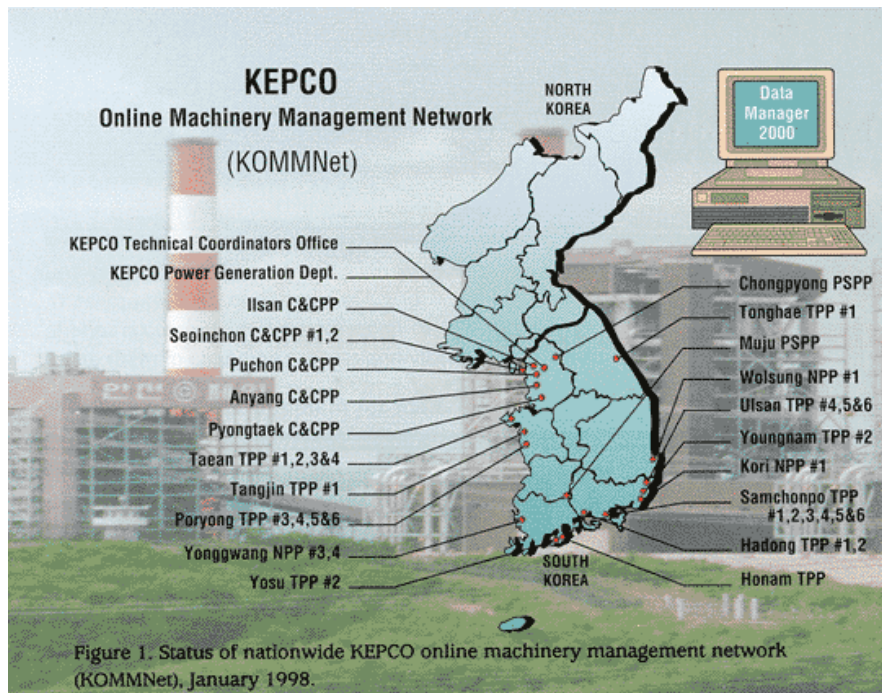 KEPCO
Online Machinery Management Network
(KOMMNet)
NORTH
KOREA
Data
Manager
2000
KEPCO Technical Coordinators Office
KEPCO Power Generation Dept.
Ilsan C&CPP
Seoinchon C&CPP #1,2
Puchon C&CPP
Anyang C&CPP
Pyongtaek C&CPP
Taean TPP #1,2,3&4
Tangjin TPP #1
Poryong TPP #3,4,5&6
Yonggwang NPP #3,4
Yosu TPP #2
Chongpyong PSPP
Tonghae TPP #1
Muju PSPP
Wolsung NPP #1
Ulsan TPP #4,5&6
Youngnam TPP #2
Kori NPP #1
Samchonpo TPP
#1,2,3,4,5&6
Hadong TPP #1,2
Honam TPP
SOUTH
KOREA
안전
제일
Figure 1. Status of nationwide KEPCO online machinery management network
(KOMMNet), January 1998.